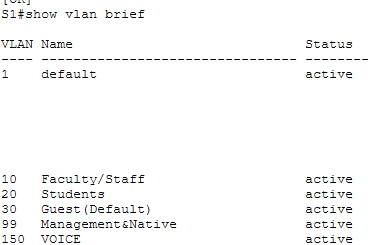 [OK]
S1#show vlan brief
VLAN Name                             Status
---- -------------------------------- --------
1    default                          active
10   Faculty/Staff                    active
20   Students                         active
30   Guest(Default)                   active
99   Management&Native                active
150  VOICE                            active